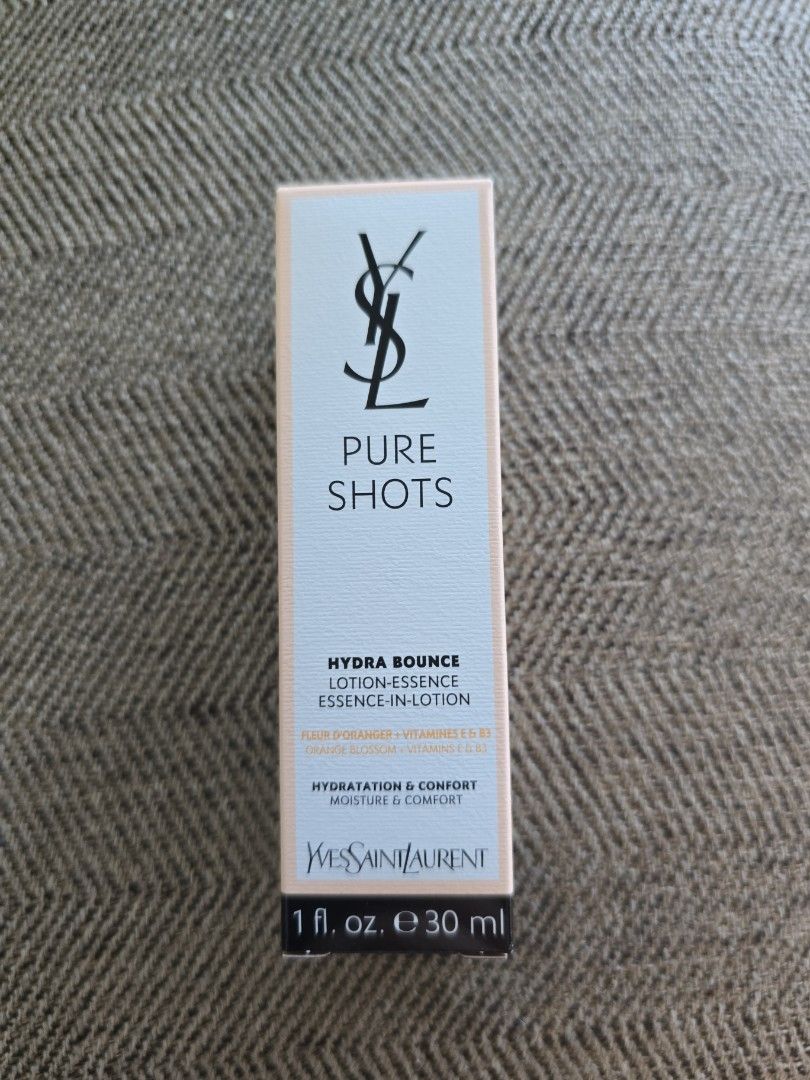 YSL
PURE
SHOTS
HYDRA BOUNCE
LOTION-ESSENCE
ESSENCE-IN-LOTION
FLEUR D'ORANGER + VITAMINES E & B3
ORANGE BLOSSOM + VITAMINS E & B3
HYDRATATION & CONFORT
MOISTURE & COMFORT
YVESSAINTLAURENT
1 fl. oz. ℮ 30 ml